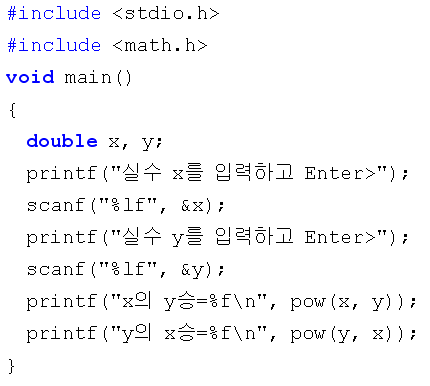 #include <stdio.h>
#include <math.h>
void main()
{
  double x, y;
  printf("실수 x를 입력하고 Enter>");
  scanf("%lf", &x);
  printf("실수 y를 입력하고 Enter>");
  scanf("%lf", &y);
  printf("x의 y승=%f\n", pow(x, y));
  printf("y의 x승=%f\n", pow(y, x));
}